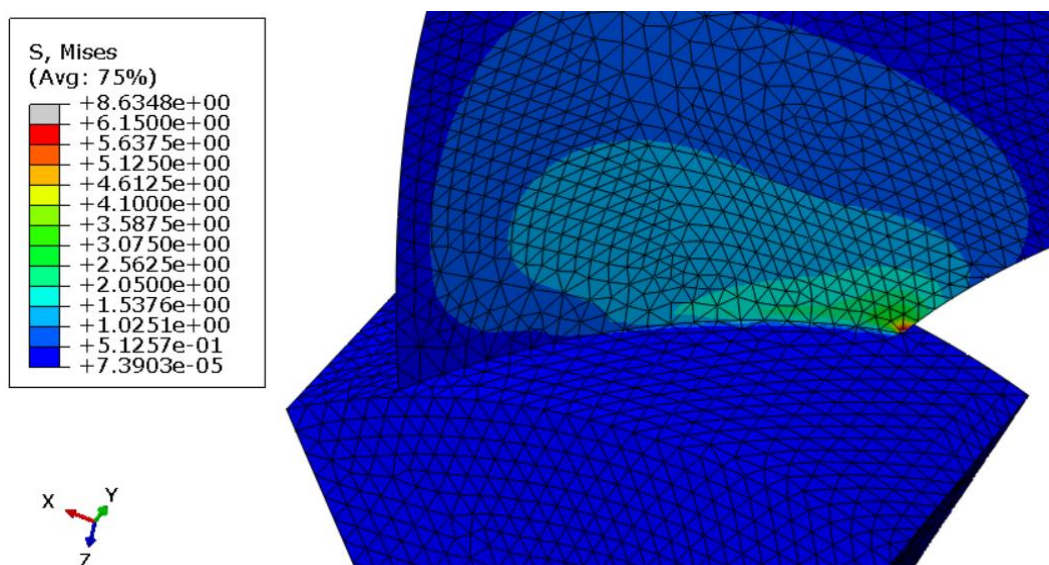 S, Mises
(Avg: 75%)
+8.6348e+00
+6.1500e+00
+5.6375e+00
+5.1250e+00
+4.6125e+00
+4.1000e+00
+3.5875e+00
+3.0750e+00
+2.5625e+00
+2.0500e+00
+1.5376e+00
+1.0251e+00
+5.1257e-01
+7.3903e-05
X
Y
Z